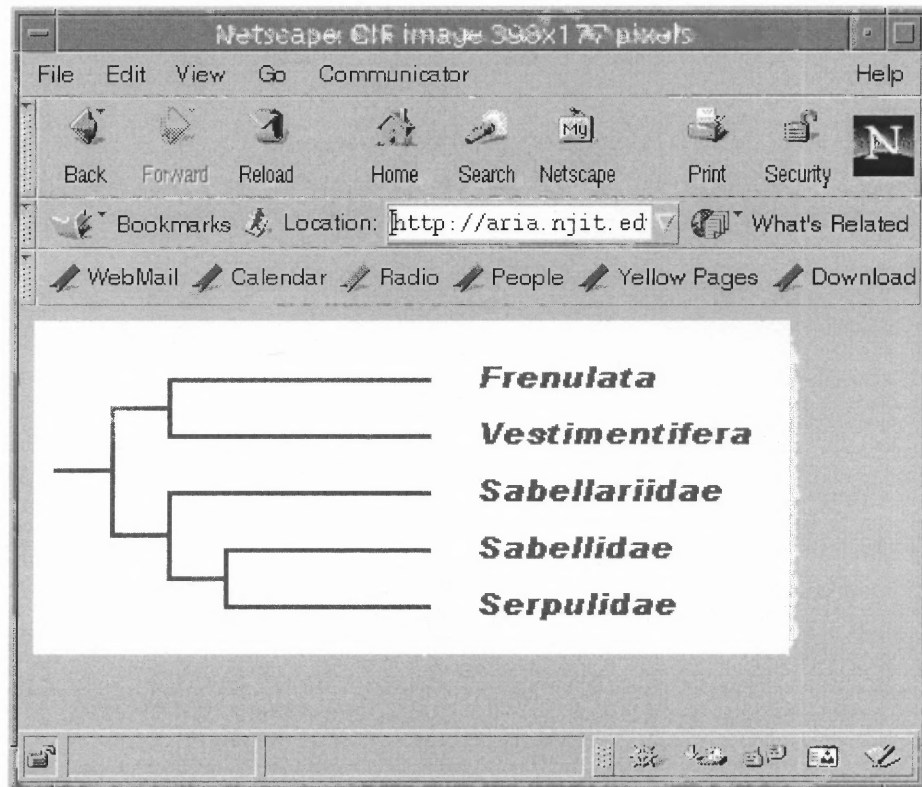 Netscape: GIF image 398x177 pixels
File Edit View Go Communicator Help
Back Forward Reload Home Search Netscape Print Security
My
N
Bookmarks Location: http://aria.njit.ed What's Related
WebMail Calendar Radio People Yellow Pages Download
Frenulata
Vestimentifera
Sabellariidae
Sabellidae
Serpulidae